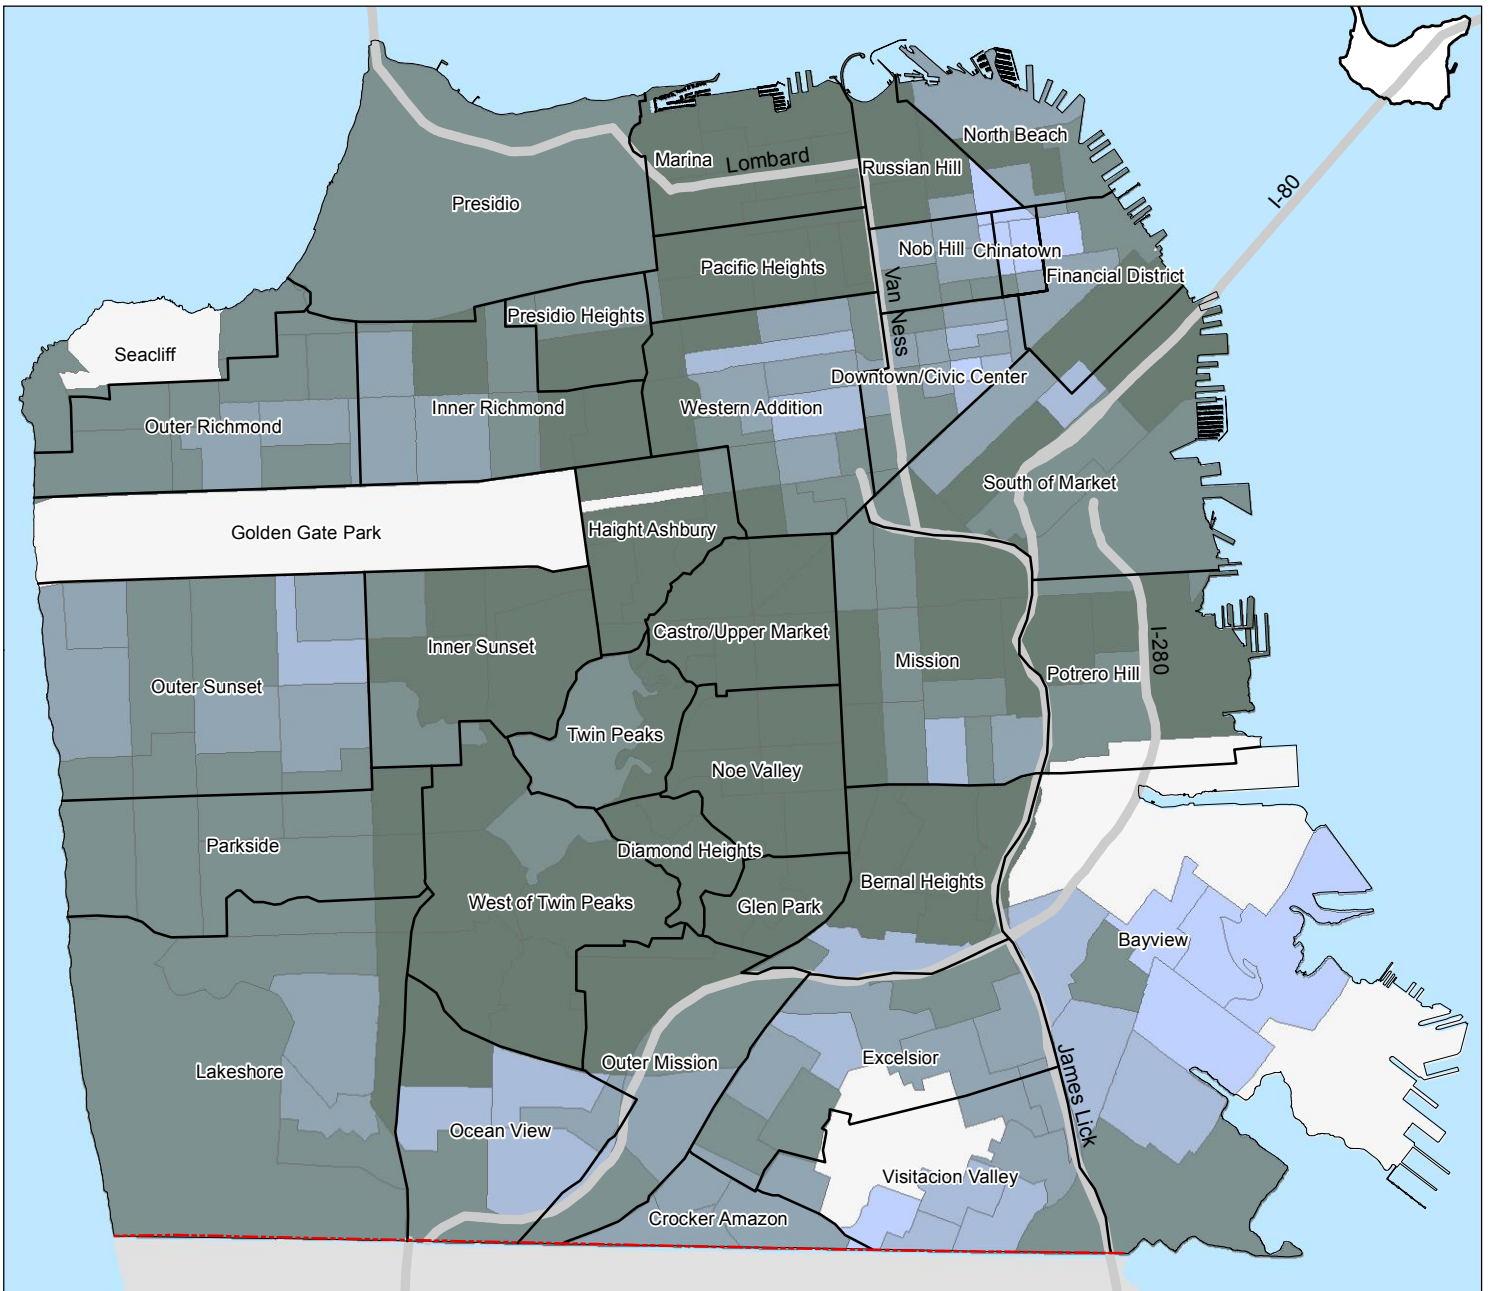 North Beach
Marina
Lombard
Russian Hill
I-80
Presidio
Nob Hill
Chinatown
Pacific Heights
Financial District
Van Ness
Presidio Heights
Seacliff
Downtown/Civic Center
Inner Richmond
Western Addition
Outer Richmond
South of Market
Golden Gate Park
Haight Ashbury
Castro/Upper Market
Inner Sunset
Mission
I-280
Potrero Hill
Outer Sunset
Twin Peaks
Noe Valley
Parkside
Diamond Heights
Bernal Heights
West of Twin Peaks
Glen Park
Bayview
Excelsior
Outer Mission
Lakeshore
James Lick
Ocean View
Visitacion Valley
Crocker Amazon